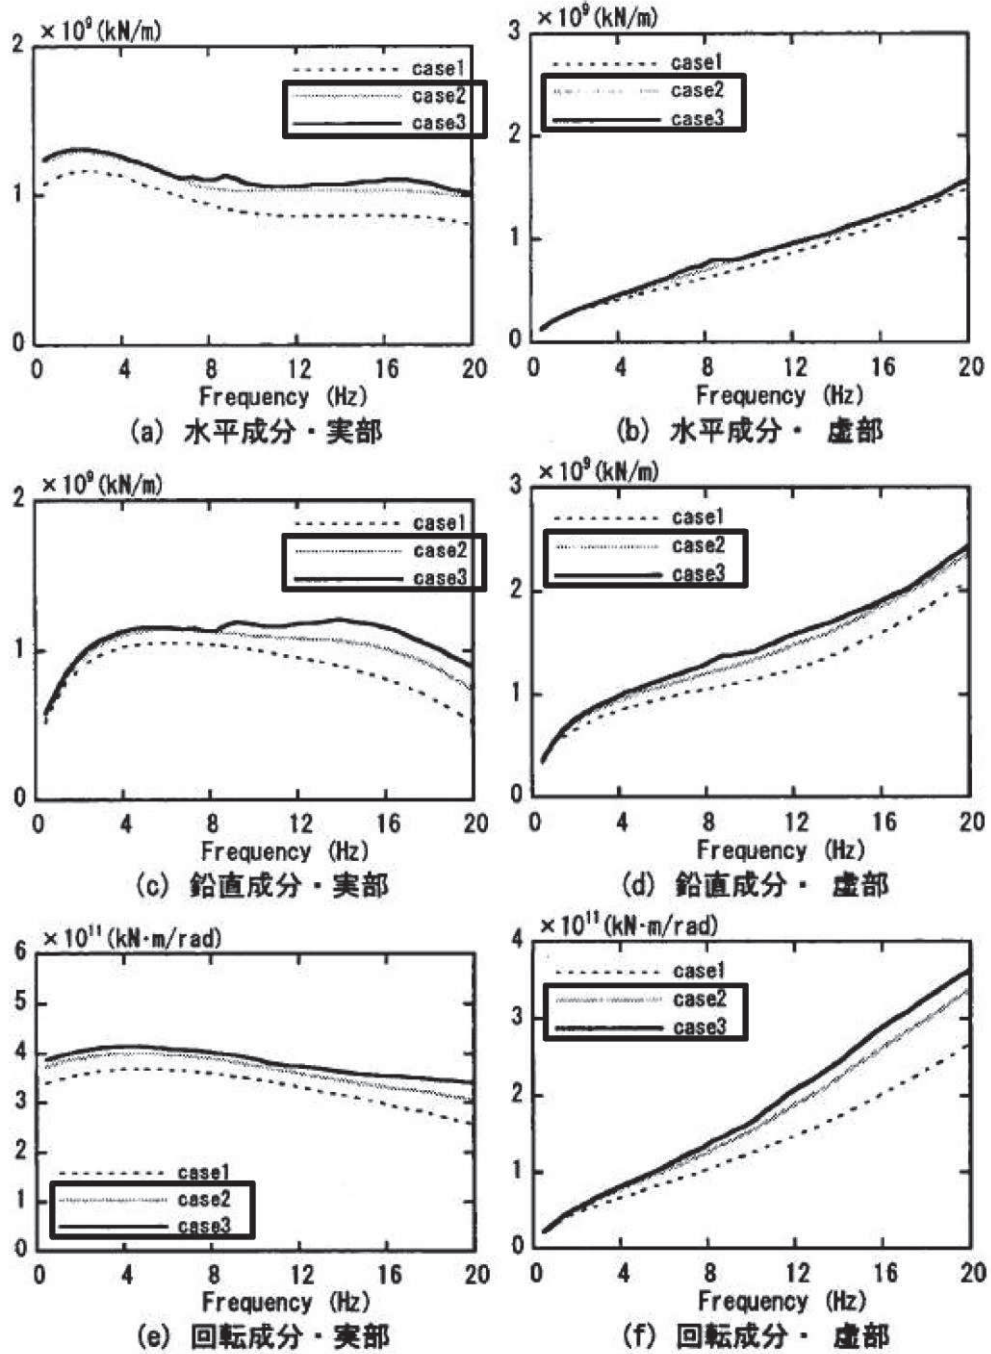 ×10⁹(kN/m)
2
1
0
case1
case2
case3
0 4 8 12 16 20
Frequency (Hz)
(a) 水平成分・実部
×10⁹(kN/m)
3
2
1
0
case1
case2
case3
0 4 8 12 16 20
Frequency (Hz)
(b) 水平成分・ 虚部
×10⁹(kN/m)
2
1
0
case1
case2
case3
0 4 8 12 16 20
Frequency (Hz)
(c) 鉛直成分・実部
×10⁹(kN/m)
3
2
1
0
case1
case2
case3
0 4 8 12 16 20
Frequency (Hz)
(d) 鉛直成分・ 虚部
×10¹¹(kN·m/rad)
6
5
4
3
2
1
0
case1
case2
case3
0 4 8 12 16 20
Frequency (Hz)
(e) 回転成分・実部
×10¹¹(kN·m/rad)
4
3
2
1
0
case1
case2
case3
0 4 8 12 16 20
Frequency (Hz)
(f) 回転成分・ 虚部